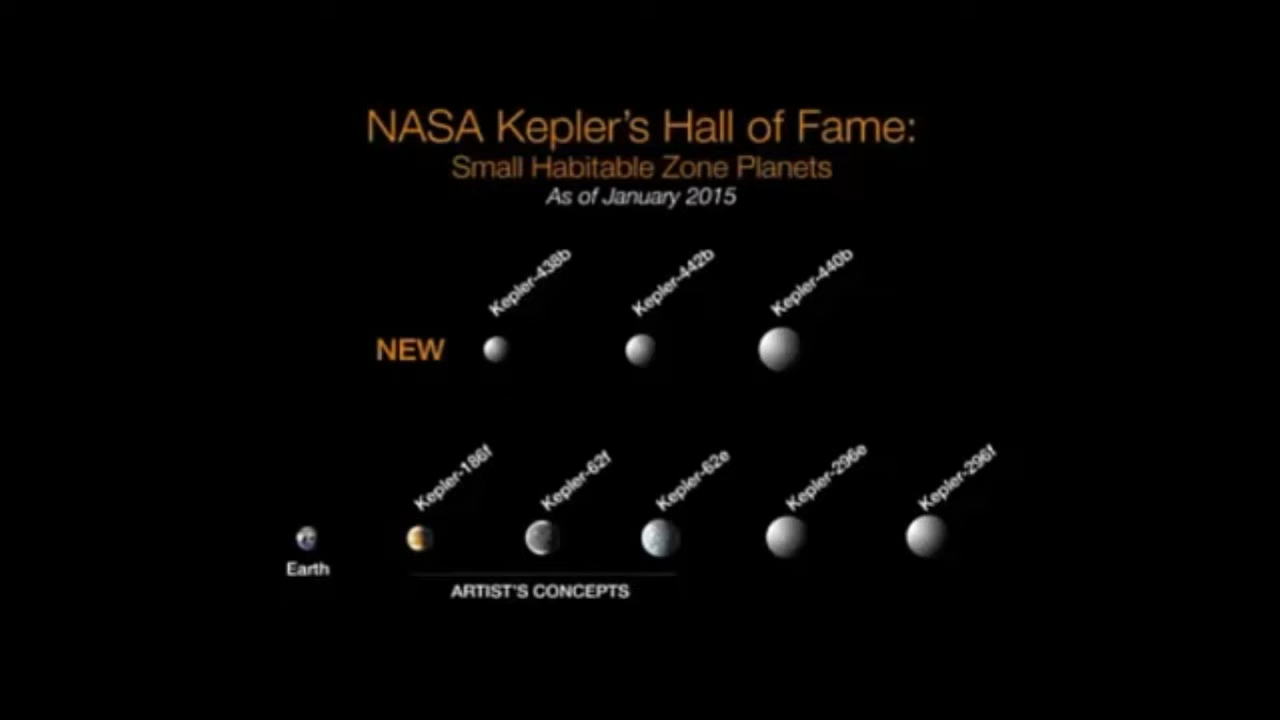 NASA Kepler's Hall of Fame:
Small Habitable Zone Planets
As of January 2015
Kepler-438b
Kepler-442b
Kepler-440b
NEW
Kepler-186f
Kepler-62f
Kepler-62e
Kepler-296e
Kepler-296f
Earth
ARTIST'S CONCEPTS